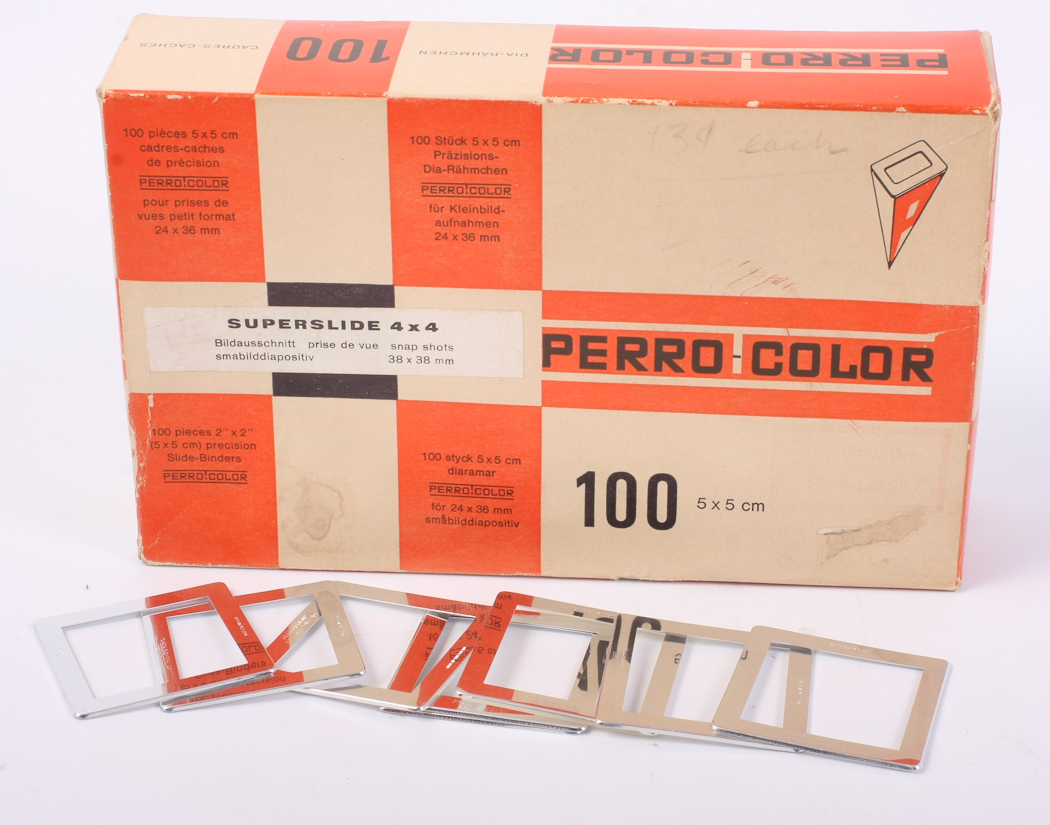 CADRES-CACHES
100
DIA-RÄHMCHEN
PERRO-COLOR
100 pièces 5 x 5 cm
cadres-caches
de précision
PERRO-COLOR
pour prises de
vues petit format
24 x 36 mm
100 Stück 5 x 5 cm
Präzisions-
Dia-Rähmchen
PERRO-COLOR
für Kleinbild-
aufnahmen
24 x 36 mm
13¢ each
P
SUPERSLIDE 4x4
Bildausschnitt prise de vue snap shots
smabilddiapositiv 38 x 38 mm
PERRO-COLOR
100 pieces 2" x 2"
(5 x 5 cm) precision
Slide-Binders
PERRO-COLOR
100 styck 5 x 5 cm
diaramar
PERRO-COLOR
för 24 x 36 mm
småbilddiapositiv
100 5 x 5 cm